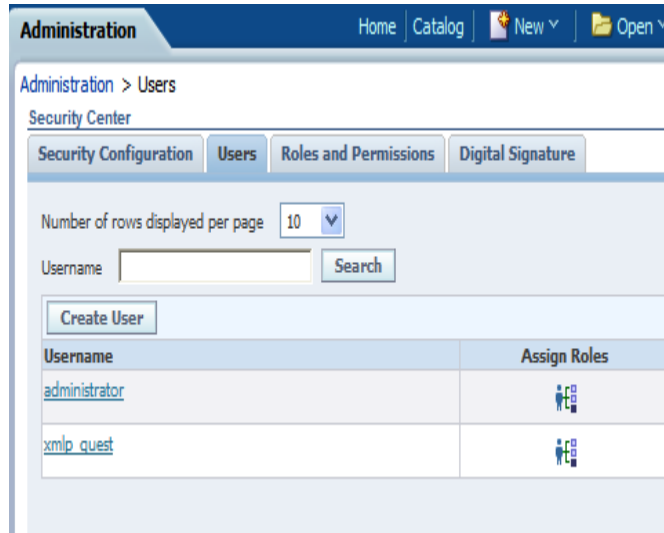 Administration
Home Catalog New Open
Administration > Users
Security Center
Security Configuration Users Roles and Permissions Digital Signature
Number of rows displayed per page 10
Username Search
Create User
Username Assign Roles
administrator
xmlp_guest